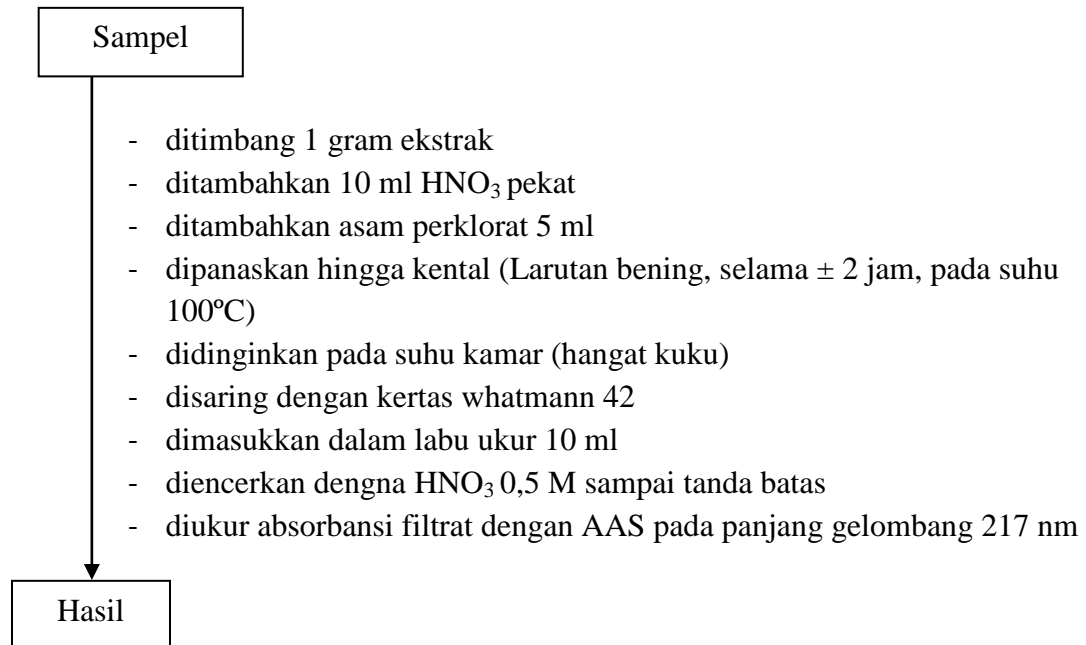 Sampel
- ditimbang 1 gram ekstrak
- ditambahkan 10 ml HNO₃ pekat
- ditambahkan asam perklorat 5 ml
- dipanaskan hingga kental (Larutan bening, selama ± 2 jam, pada suhu
100ºC)
- didinginkan pada suhu kamar (hangat kuku)
- disaring dengan kertas whatmann 42
- dimasukkan dalam labu ukur 10 ml
- diencerkan dengna HNO₃ 0,5 M sampai tanda batas
- diukur absorbansi filtrat dengan AAS pada panjang gelombang 217 nm
Hasil